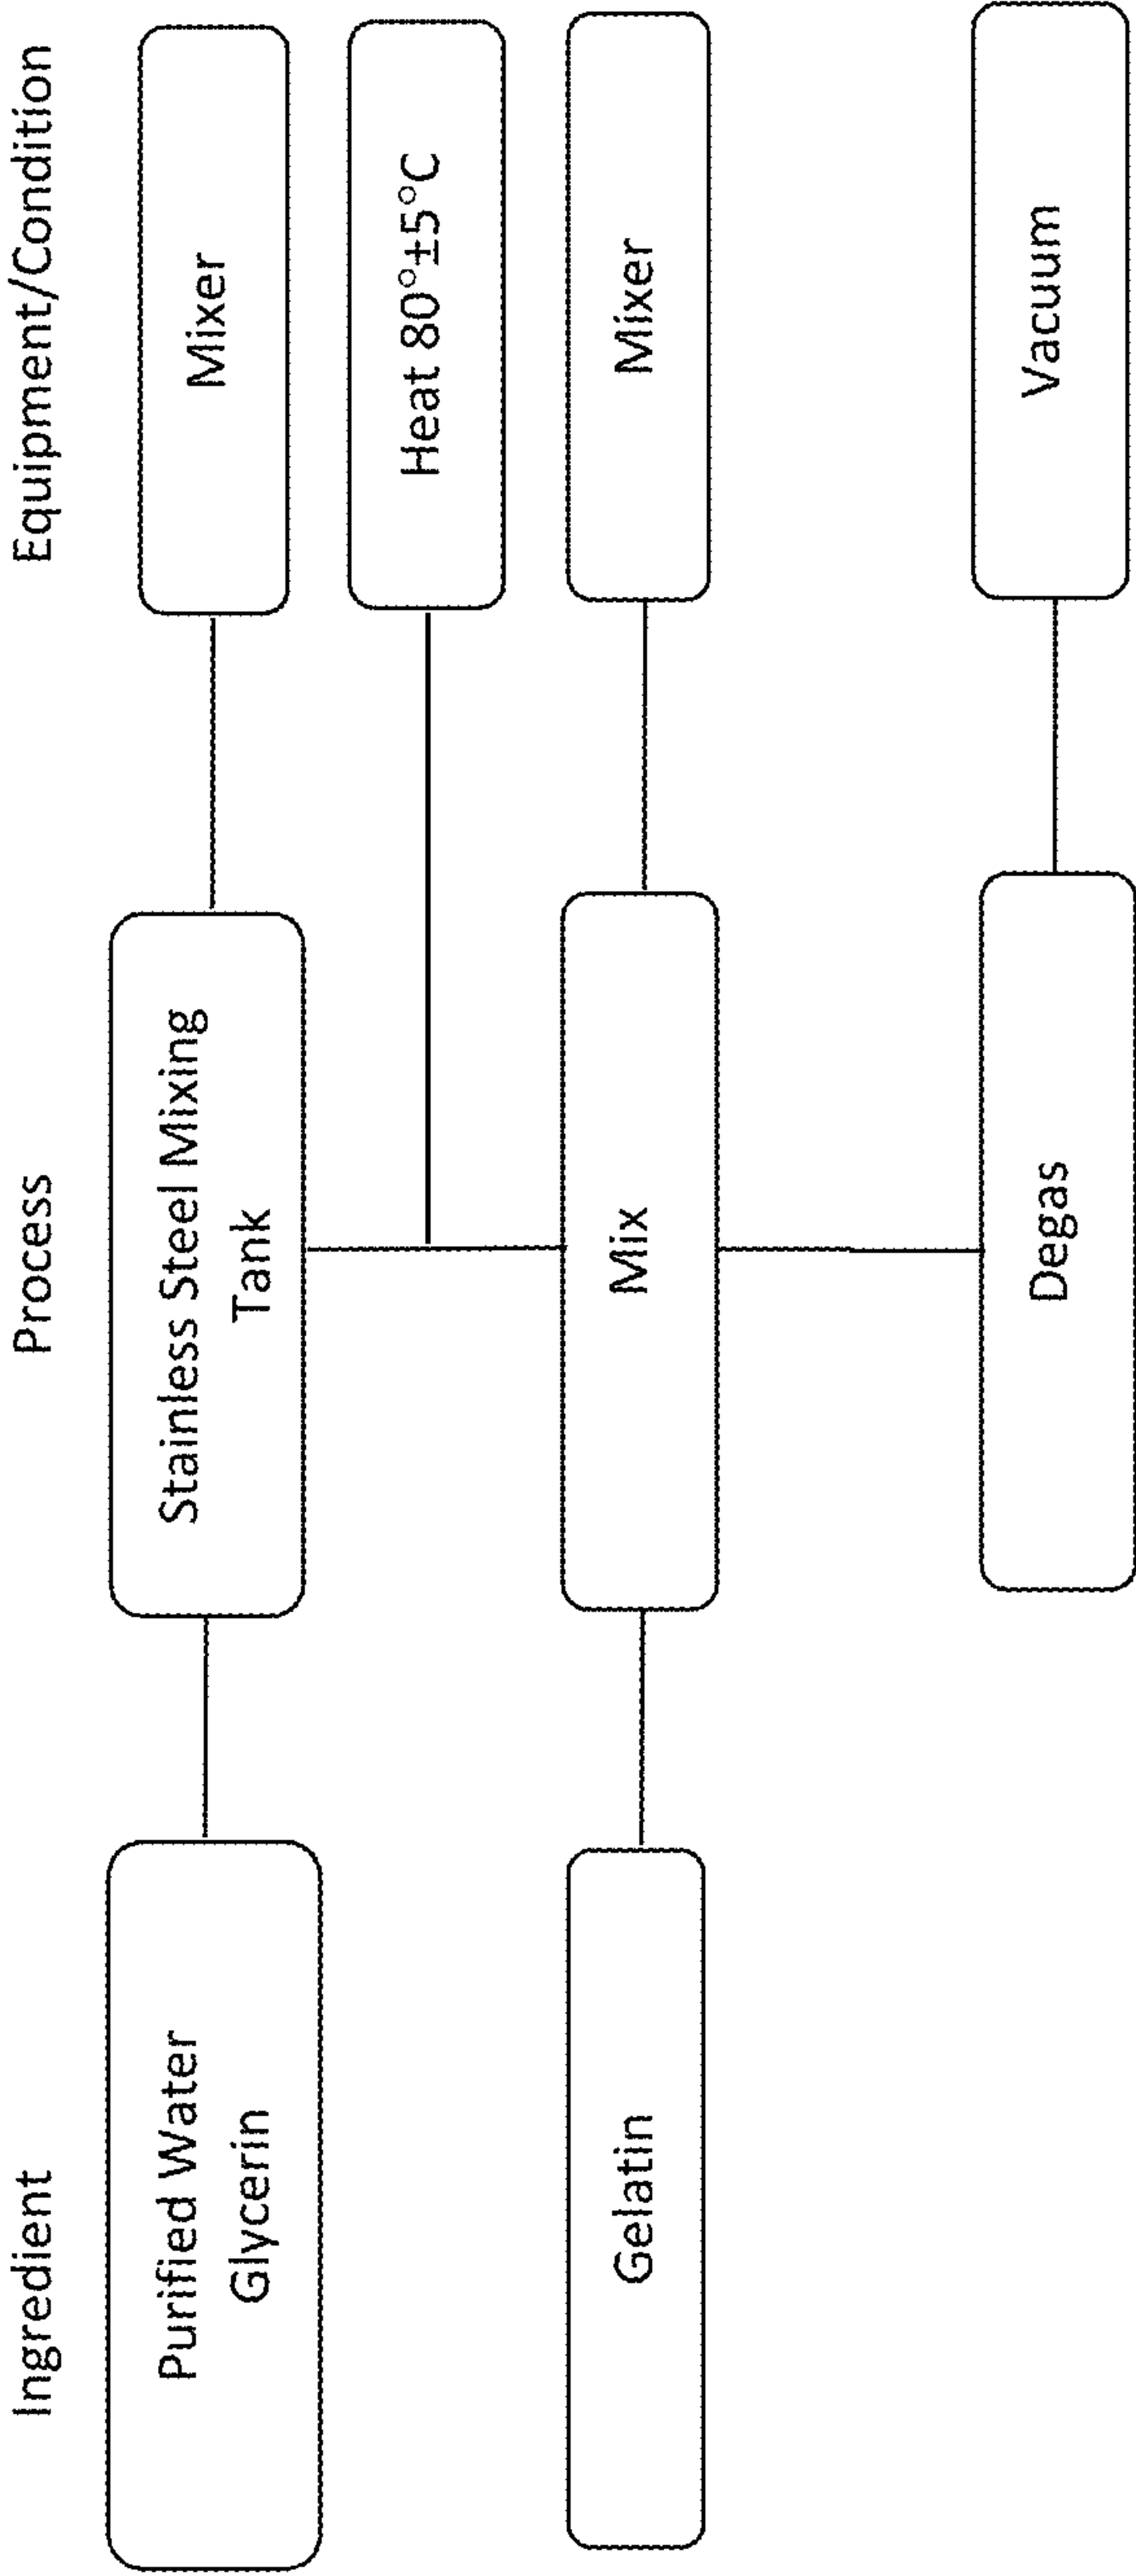 Ingredient
Process
Equipment/Condition
Purified Water
Glycerin
Stainless Steel Mixing
Tank
Mixer
Heat 80°±5°C
Gelatin
Mix
Mixer
Degas
Vacuum